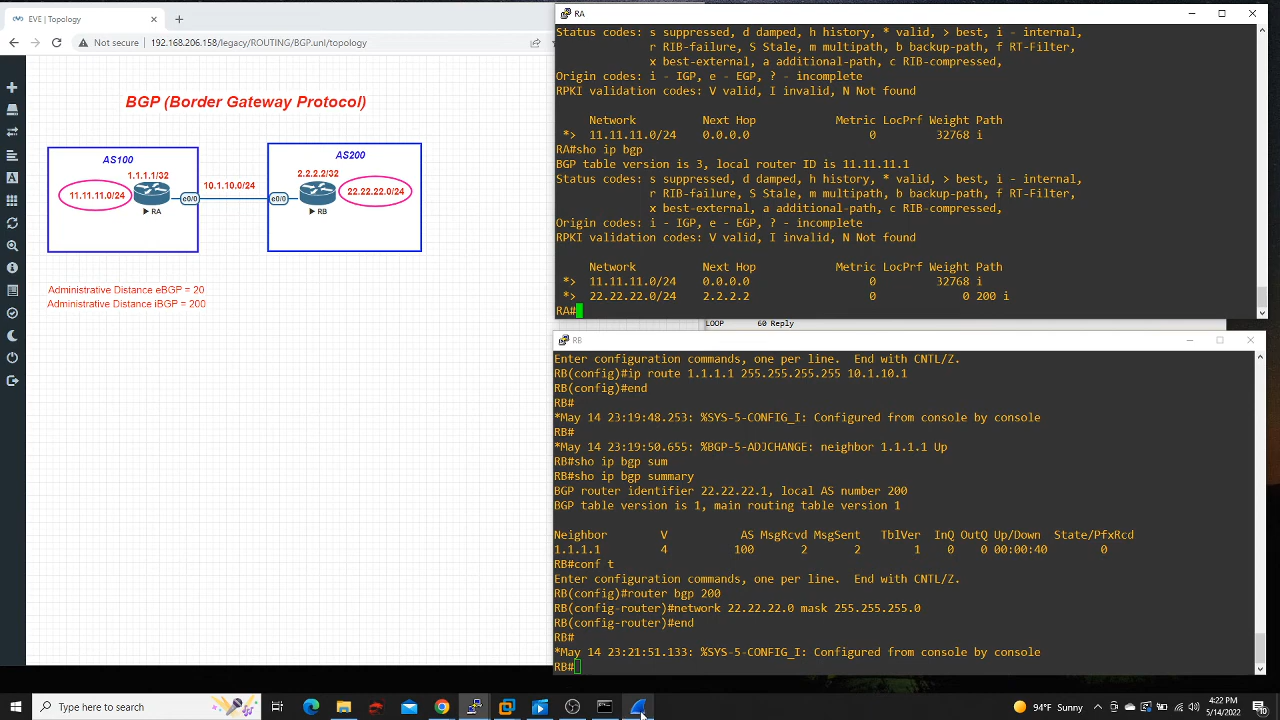 EVE | Topology
Not secure
192.168.206.158/legacy/ROUTING/BGP.unl/topology
BGP (Border Gateway Protocol)
AS100
1.1.1.1/32
11.11.11.0/24
RA
e0/0
10.1.10.0/24
AS200
2.2.2.2/32
e0/0
22.22.22.0/24
RB
Administrative Distance eBGP = 20
Administrative Distance iBGP = 200
RA
Status codes: s suppressed, d damped, h history, * valid, > best, i - internal,
r RIB-failure, S Stale, m multipath, b backup-path, f RT-Filter,
x best-external, a additional-path, c RIB-compressed,
Origin codes: i - IGP, e - EGP, ? - incomplete
RPKI validation codes: V valid, I invalid, N Not found
Network Next Hop Metric LocPrf Weight Path
*> 11.11.11.0/24 0.0.0.0 0 32768 i
RA#sho ip bgp
BGP table version is 3, local router ID is 11.11.11.1
Status codes: s suppressed, d damped, h history, * valid, > best, i - internal,
r RIB-failure, S Stale, m multipath, b backup-path, f RT-Filter,
x best-external, a additional-path, c RIB-compressed,
Origin codes: i - IGP, e - EGP, ? - incomplete
RPKI validation codes: V valid, I invalid, N Not found
Network Next Hop Metric LocPrf Weight Path
*> 11.11.11.0/24 0.0.0.0 0 32768 i
*> 22.22.22.0/24 2.2.2.2 0 0 200 i
RA#
LOOP 60 Reply
RB
Enter configuration commands, one per line. End with CNTL/Z.
RB(config)#ip route 1.1.1.1 255.255.255.255 10.1.10.1
RB(config)#end
RB#
*May 14 23:19:48.253: %SYS-5-CONFIG_I: Configured from console by console
RB#
*May 14 23:19:50.655: %BGP-5-ADJCHANGE: neighbor 1.1.1.1 Up
RB#sho ip bgp sum
RB#sho ip bgp summary
BGP router identifier 22.22.22.1, local AS number 200
BGP table version is 1, main routing table version 1
Neighbor V AS MsgRcvd MsgSent TblVer InQ OutQ Up/Down State/PfxRcd
1.1.1.1 4 100 2 2 1 0 0 00:00:40 0
RB#conf t
Enter configuration commands, one per line. End with CNTL/Z.
RB(config)#router bgp 200
RB(config-router)#network 22.22.22.0 mask 255.255.255.0
RB(config-router)#end
RB#
*May 14 23:21:51.133: %SYS-5-CONFIG_I: Configured from console by console
RB#
Type here to search
94°F Sunny
4:22 PM
5/14/2022